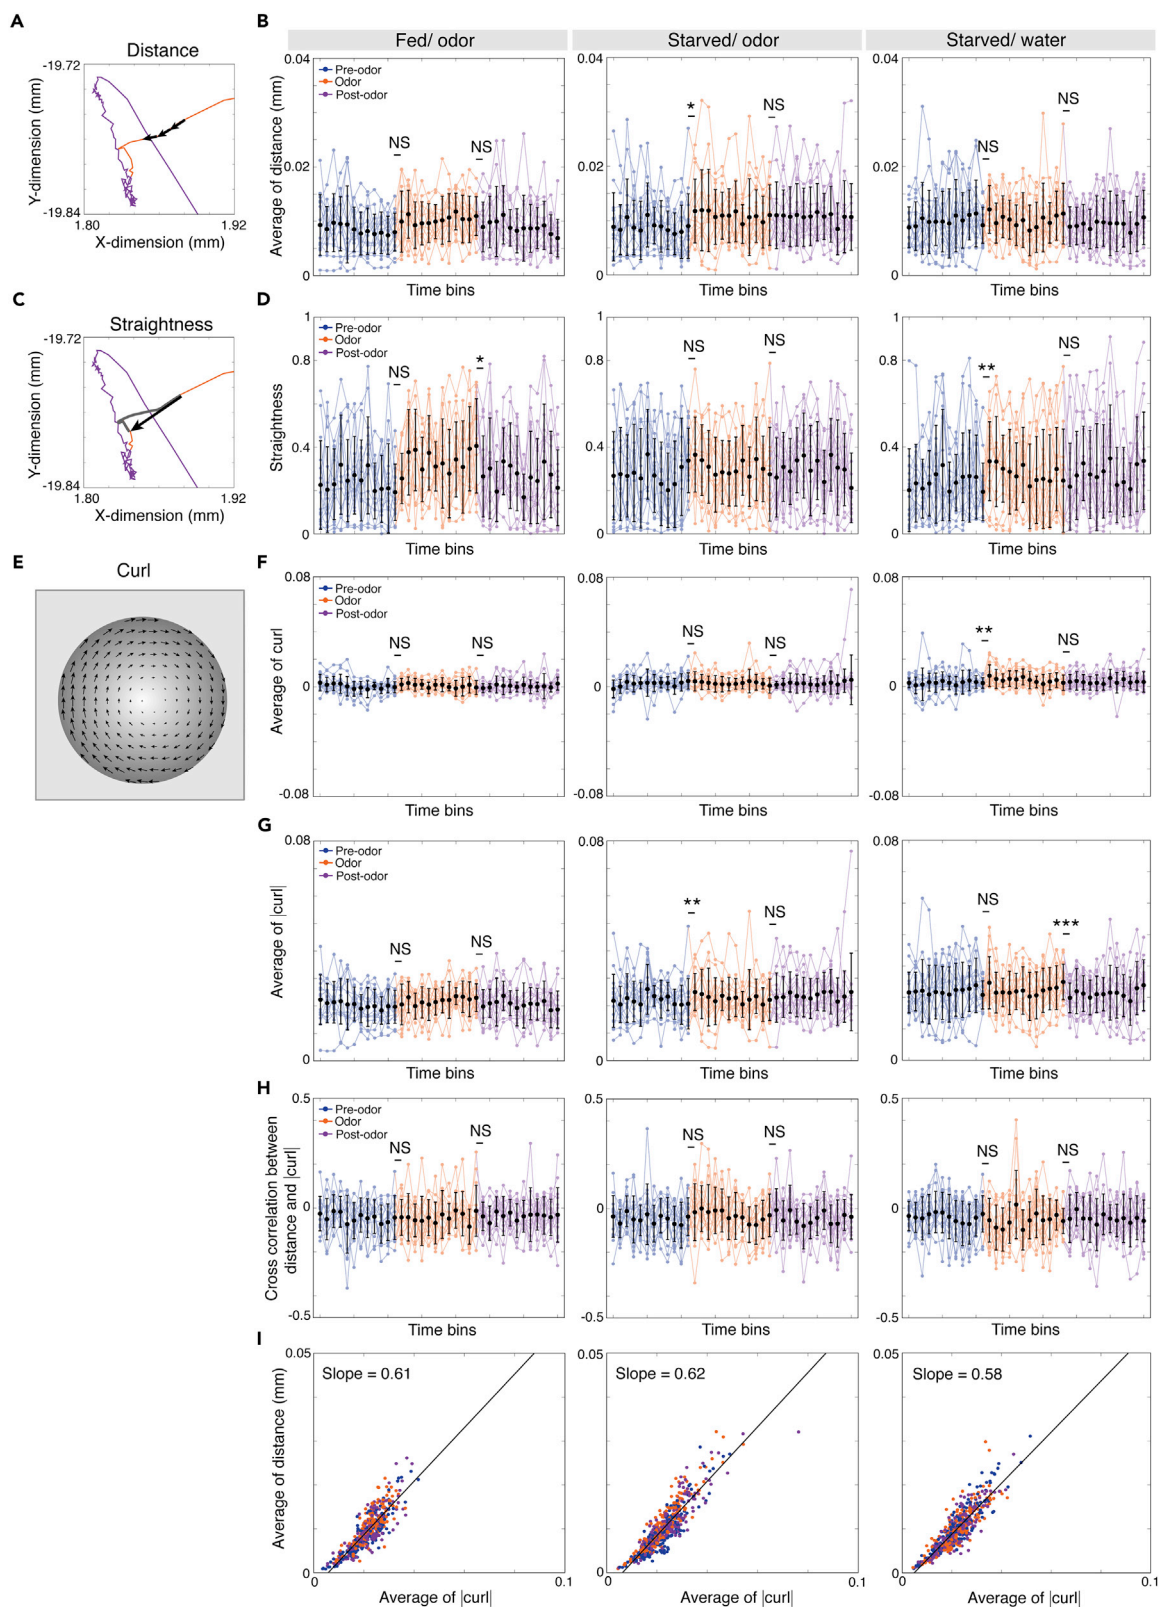 A
Distance
-19.72
Y-dimension (mm)
-19.84
1.80
1.92
X-dimension (mm)
B
Fed/ odor
Starved/ odor
Starved/ water
0.04
Pre-odor
Odor
Post-odor
NS
NS
0.02
Average of distance (mm)
0
Time bins
0.04
*
NS
0.02
0
Time bins
0.04
NS
NS
0.02
0
Time bins
C
Straightness
-19.72
Y-dimension (mm)
-19.84
1.80
1.92
X-dimension (mm)
D
1
Pre-odor
Odor
Post-odor
NS
*
0.8
0.4
Straightness
0
Time bins
1
NS
NS
0.8
0.4
0
Time bins
1
**
NS
0.8
0.4
0
Time bins
E
Curl
F
0.08
Pre-odor
Odor
Post-odor
NS
NS
0
Average of curl
-0.08
Time bins
0.08
NS
NS
0
-0.08
Time bins
0.08
**
NS
0
-0.08
Time bins
G
0.08
Pre-odor
Odor
Post-odor
NS
NS
0.04
Average of |curl|
0
Time bins
0.08
**
NS
0.04
0
Time bins
0.08
NS
***
0.04
0
Time bins
H
0.5
Pre-odor
Odor
Post-odor
NS
NS
0
Cross correlation between
distance and |curl|
-0.5
Time bins
0.5
NS
NS
0
-0.5
Time bins
0.5
NS
NS
0
-0.5
Time bins
I
0.05
Slope = 0.61
Average of distance (mm)
0
0
0.1
Average of |curl|
0.05
Slope = 0.62
0
0
0.1
Average of |curl|
0.05
Slope = 0.58
0
0
0.1
Average of |curl|